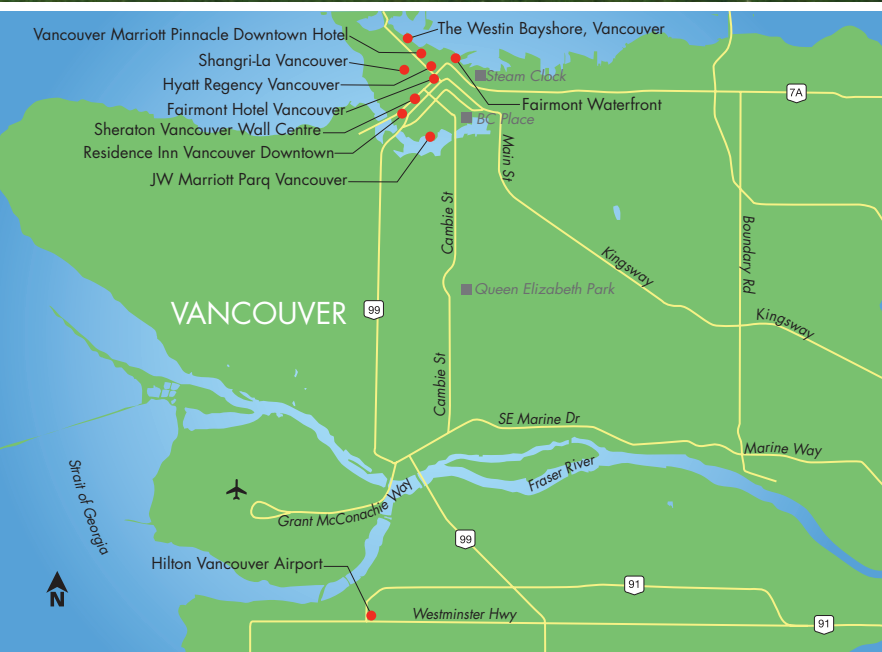 The Westin Bayshore, Vancouver
Vancouver Marriott Pinnacle Downtown Hotel
Shangri-La Vancouver
Steam Clock
Hyatt Regency Vancouver
7A
Fairmont Hotel Vancouver
Fairmont Waterfront
BC Place
Sheraton Vancouver Wall Centre
Residence Inn Vancouver Downtown
Main St
JW Marriott Parq Vancouver
Cambie St
Boundary Rd
Kingsway
Queen Elizabeth Park
VANCOUVER
99
Kingsway
Cambie St
SE Marine Dr
Marine Way
Fraser River
Strait of Georgia
Grant McConachie Way
99
Hilton Vancouver Airport
91
N
Westminster Hwy
91